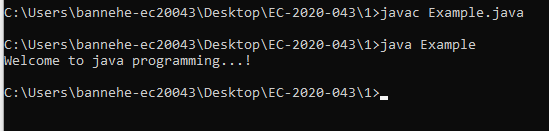 C:\Users\bannehe-ec20043\Desktop\EC-2020-043\1>javac Example.java
C:\Users\bannehe-ec20043\Desktop\EC-2020-043\1>java Example
Welcome to java programming...!
C:\Users\bannehe-ec20043\Desktop\EC-2020-043\1>